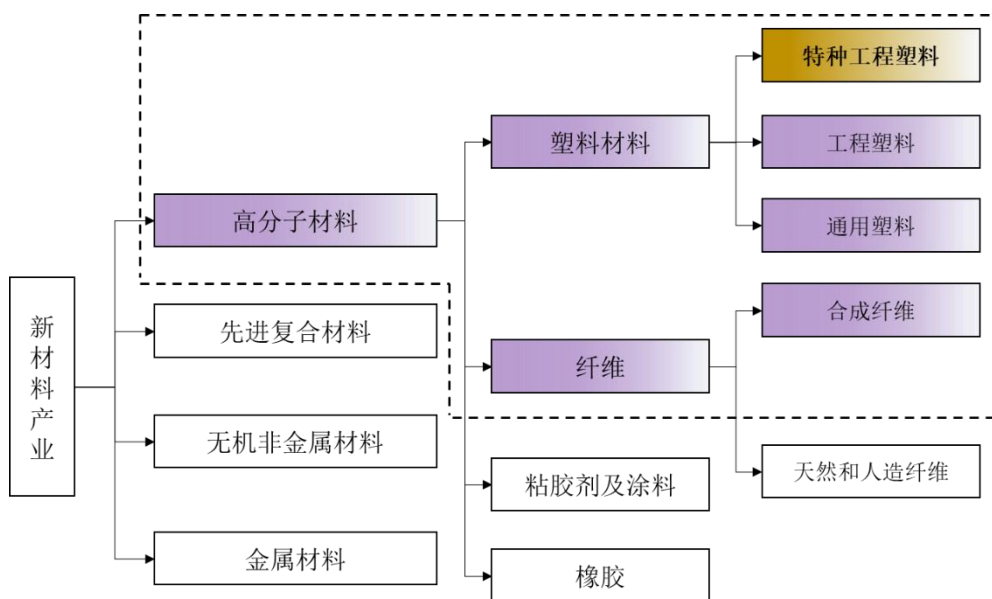 新材料产业
高分子材料
先进复合材料
无机非金属材料
金属材料
塑料材料
纤维
粘胶剂及涂料
橡胶
特种工程塑料
工程塑料
通用塑料
合成纤维
天然和人造纤维